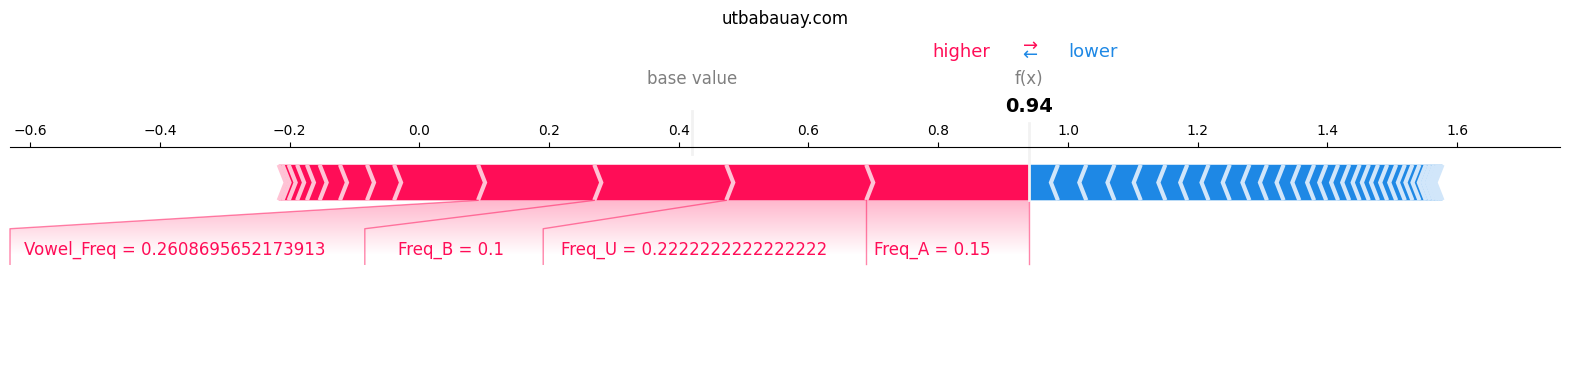 utbabauay.com
higher ⇄ lower
base value f(x)
0.94
−0.6 −0.4 −0.2 0.0 0.2 0.4 0.6 0.8 1.0 1.2 1.4 1.6
Vowel_Freq = 0.2608695652173913 Freq_B = 0.1 Freq_U = 0.2222222222222222 Freq_A = 0.15